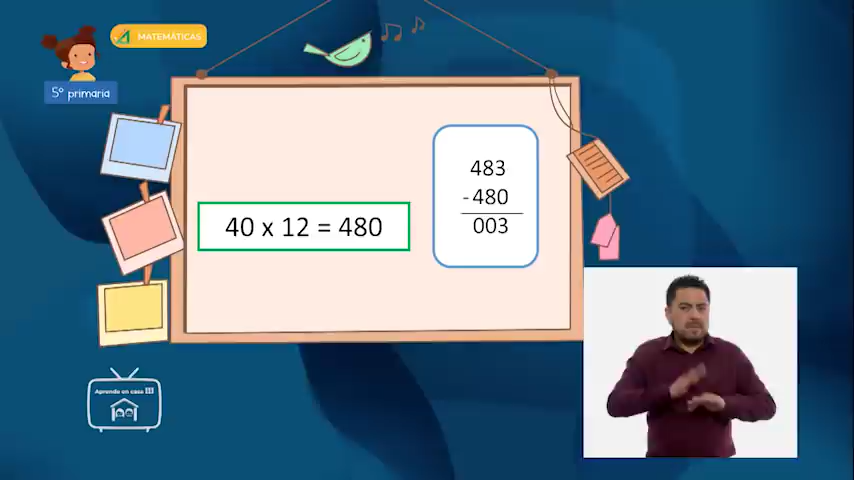 MATEMÁTICAS
5° primaria
40 x 12 = 480
483
-480
003
Aprende en casa III